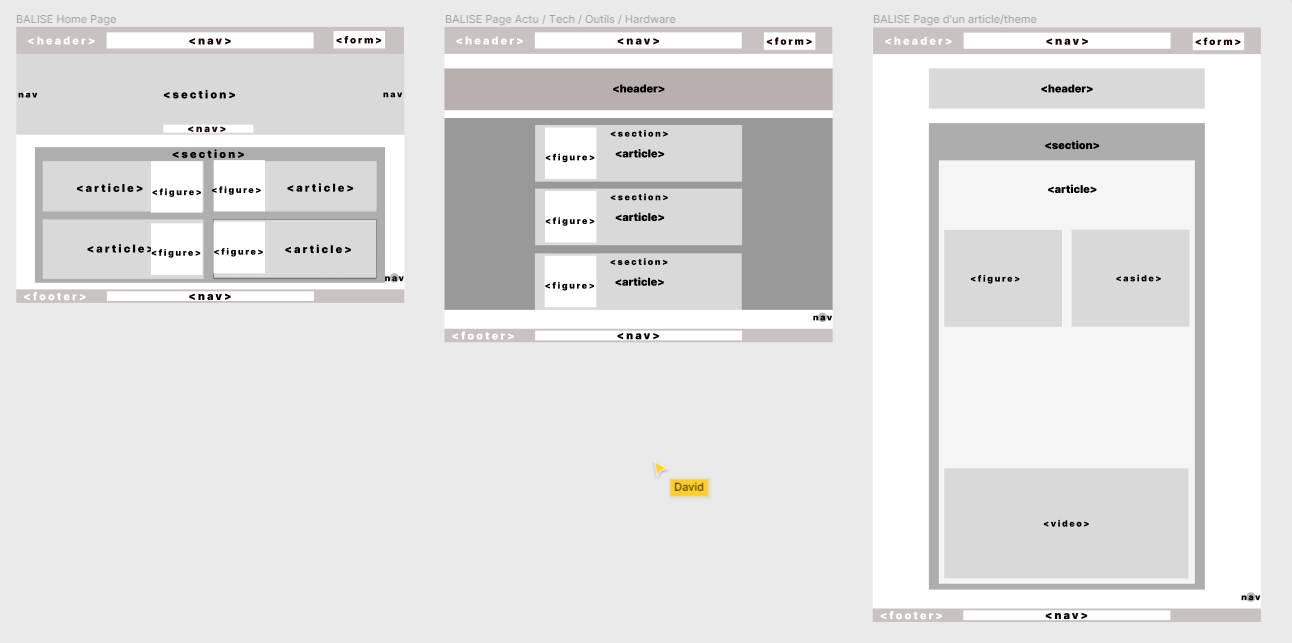 BALISE Home Page
<header> <nav> <form>
nav <section> nav
<nav>
<section>
<article> <figure> <figure> <article>
<article> <figure> <figure> <article>
nav
<footer> <nav>
BALISE Page Actu / Tech / Outils / Hardware
<header> <nav> <form>
<header>
<section>
<figure> <article>
<section>
<figure> <article>
<section>
<figure> <article>
nav
<footer> <nav>
David
BALISE Page d'un article/theme
<header> <nav> <form>
<header>
<section>
<article>
<figure> <aside>
<video>
nav
<footer> <nav>